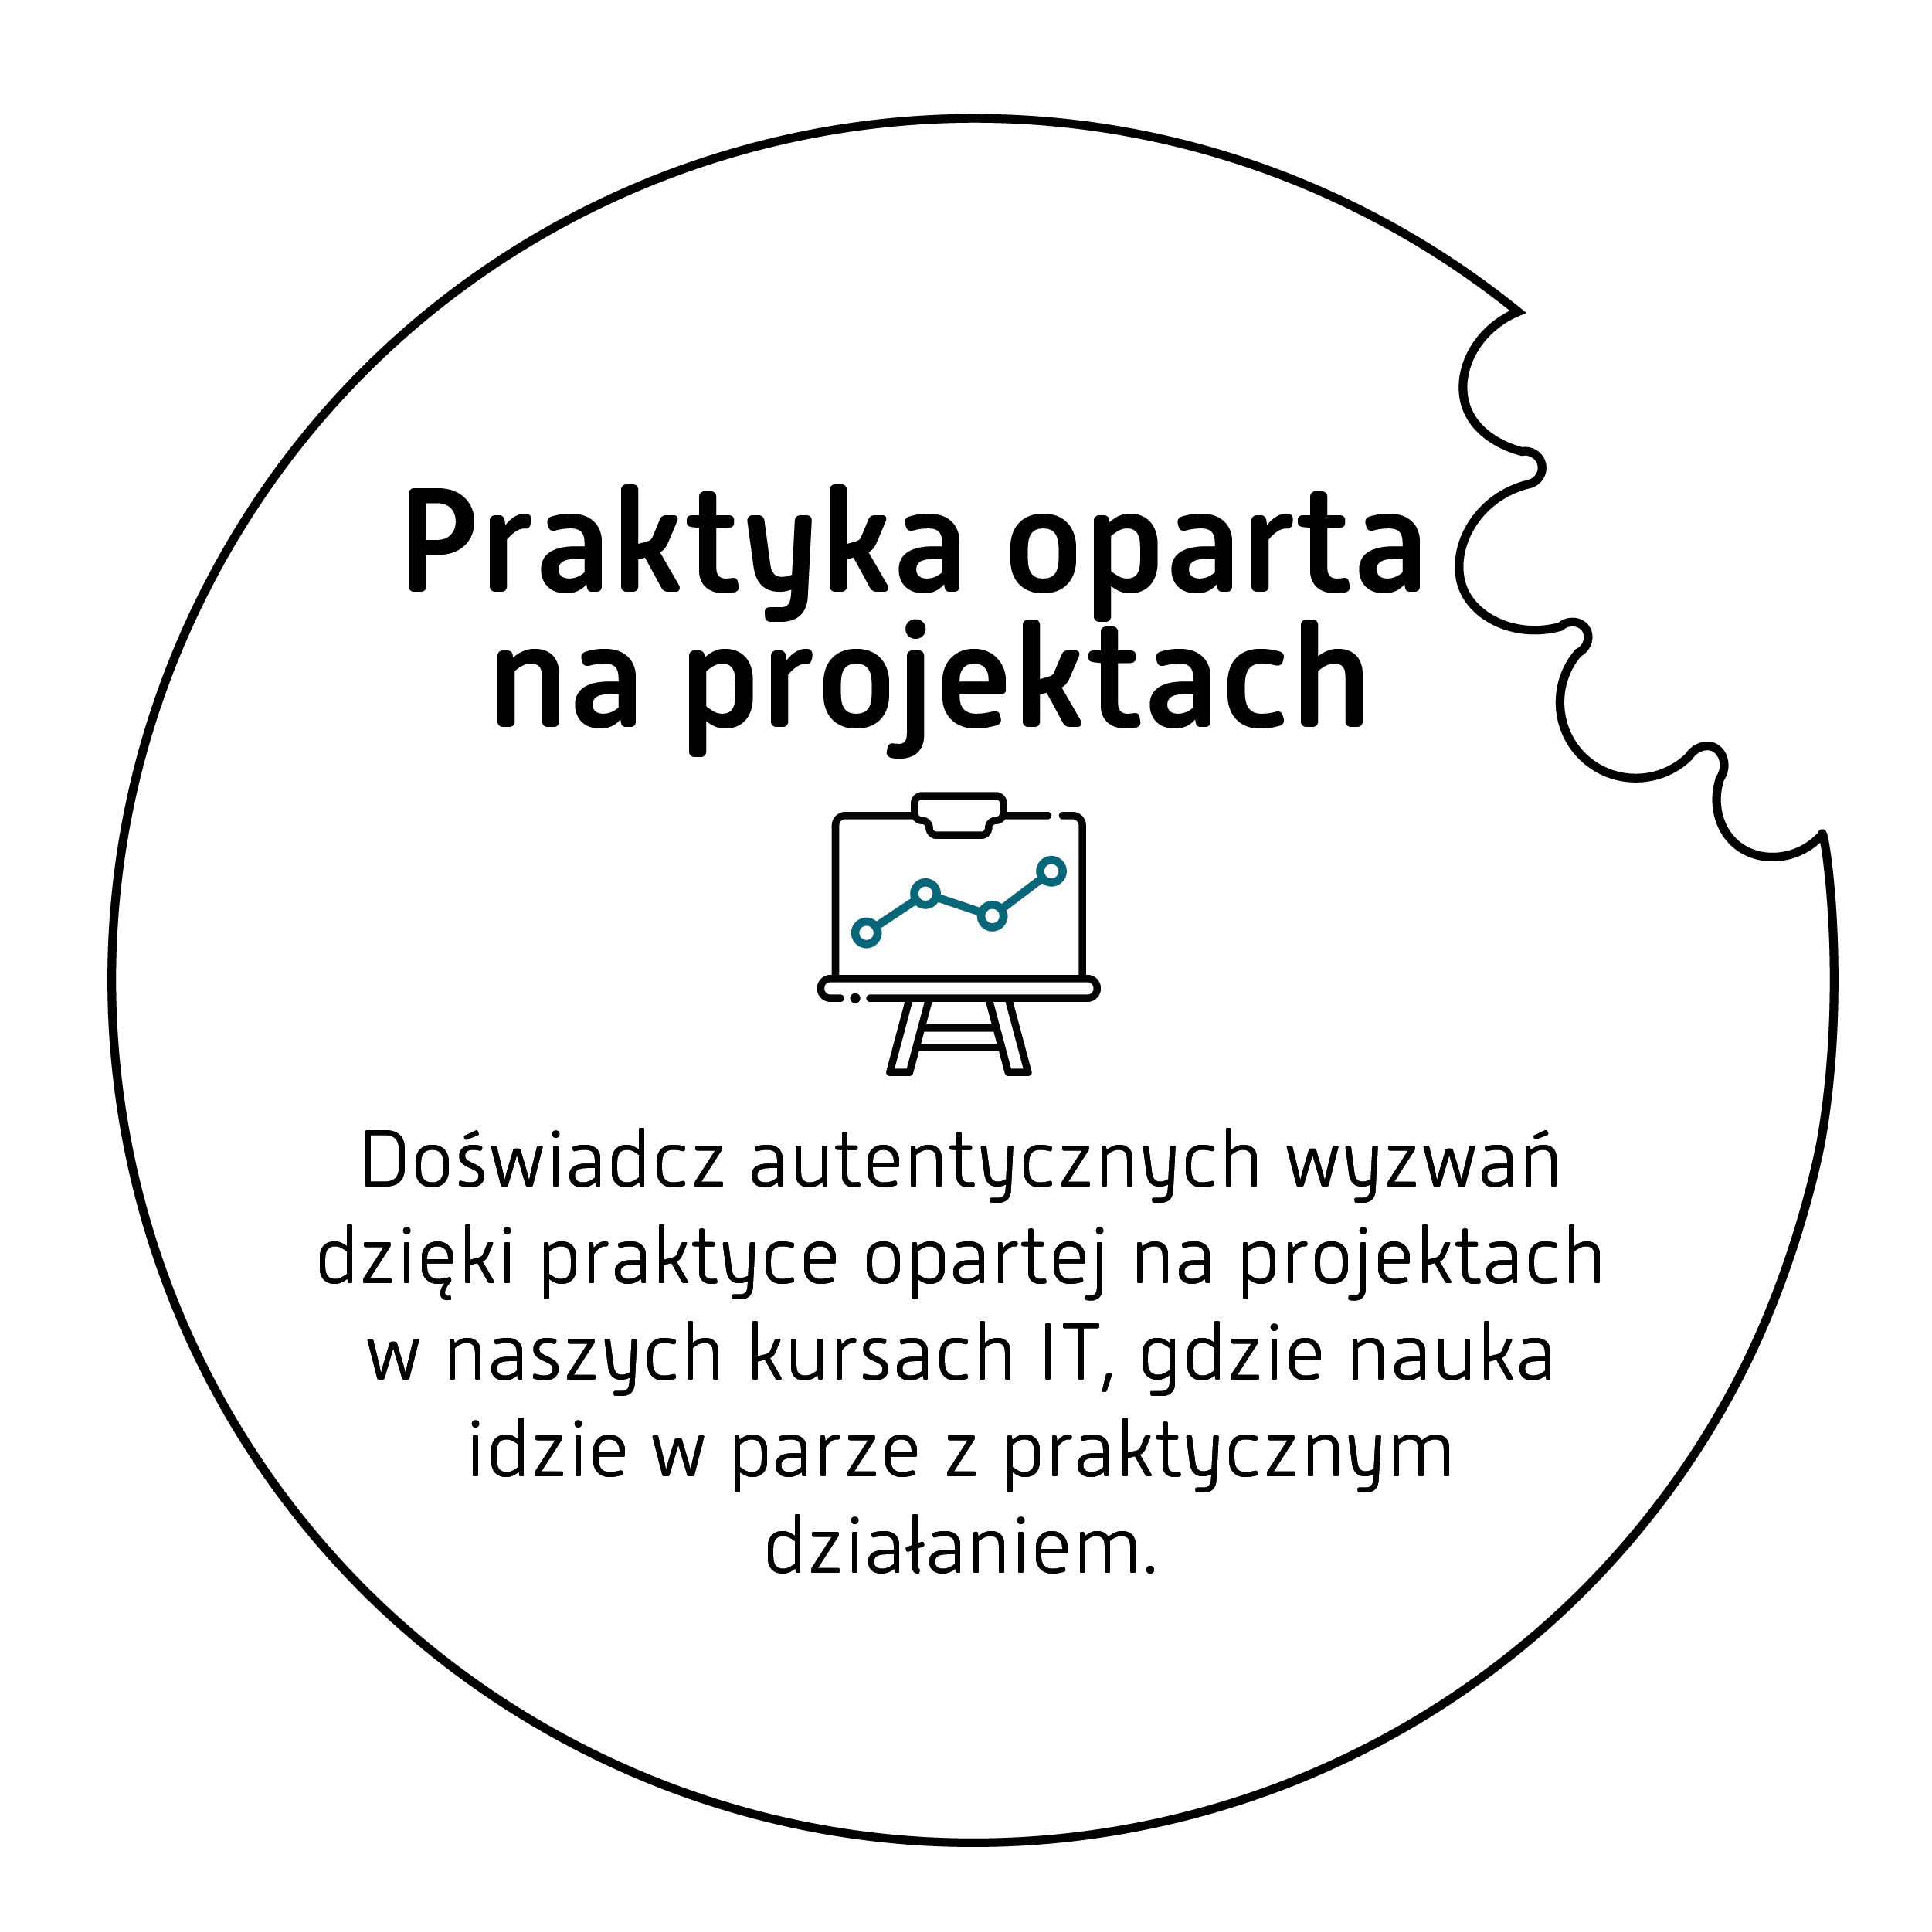 Praktyka oparta
na projektach
Doświadcz autentycznych wyzwań
dzięki praktyce opartej na projektach
w naszych kursach IT, gdzie nauka
idzie w parze z praktycznym
działaniem.